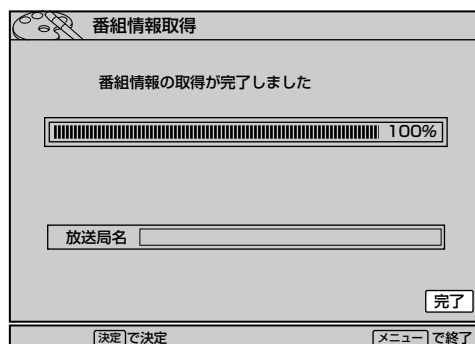 番組情報取得
番組情報の取得が完了しました
100%
放送局名
完了
決定で決定 メニューで終了